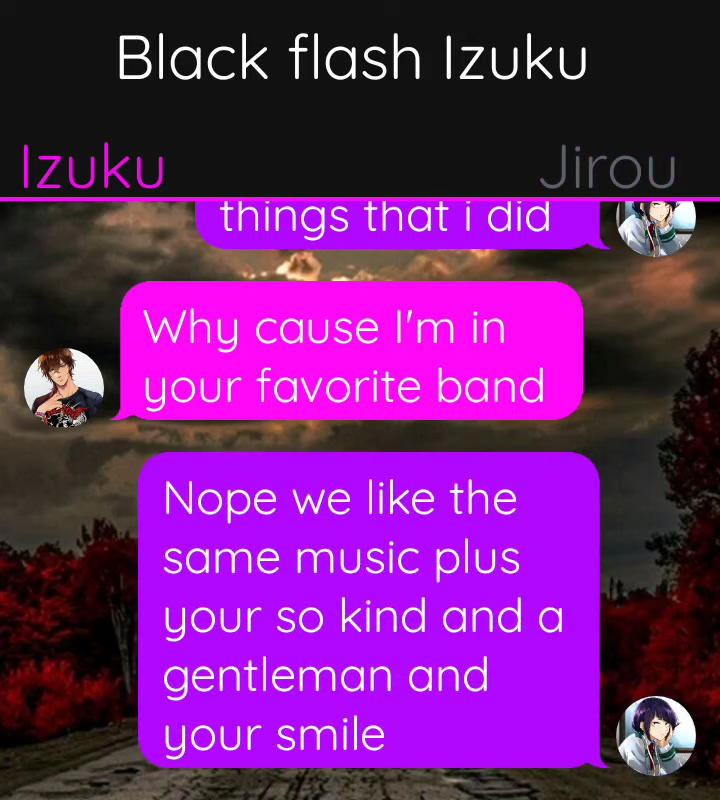 Black flash Izuku
Izuku
Jirou
things that i did
Why cause I'm in
your favorite band
Nope we like the
same music plus
your so kind and a
gentleman and
your smile